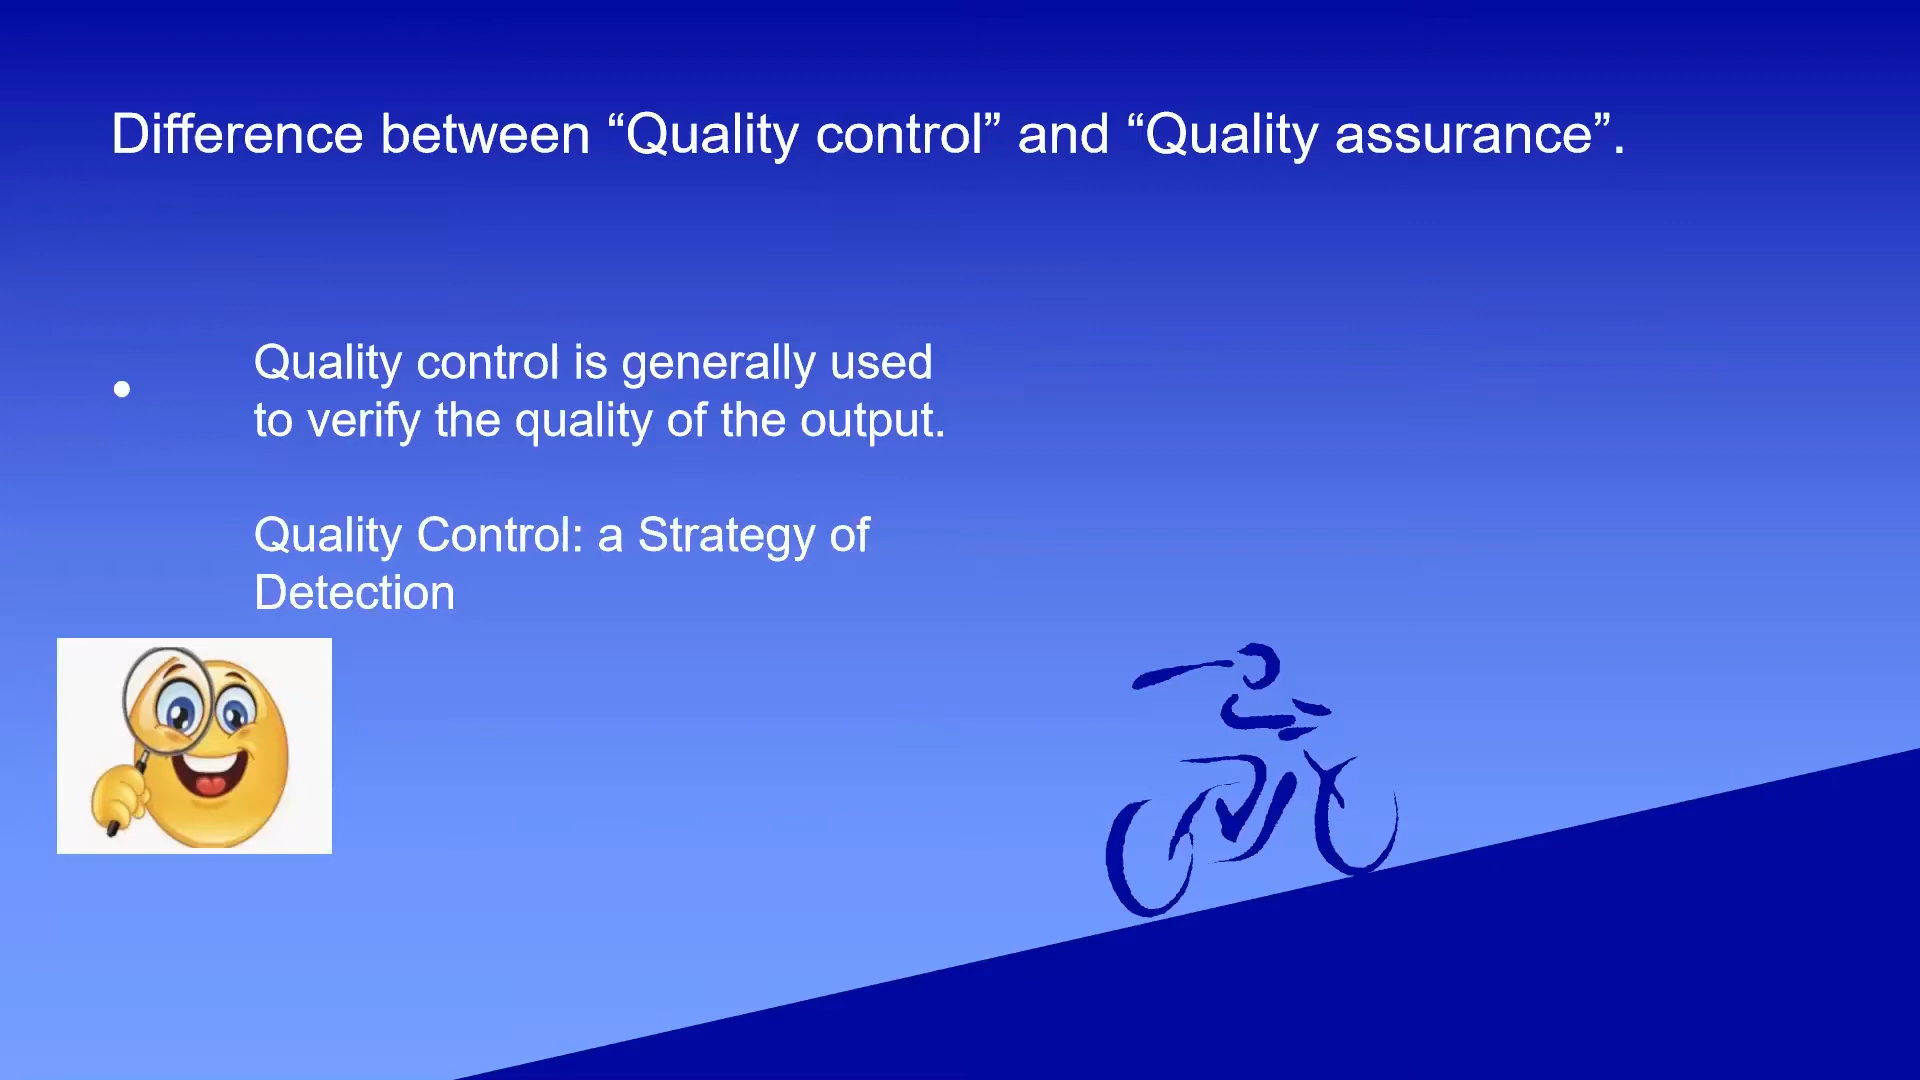 Difference between “Quality control” and “Quality assurance”.
• Quality control is generally used
to verify the quality of the output.
Quality Control: a Strategy of
Detection